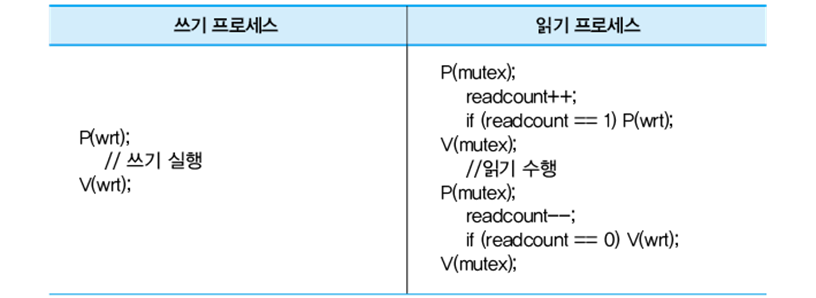 쓰기 프로세스
읽기 프로세스
P(wrt);
// 쓰기 실행
V(wrt);
P(mutex);
readcount++;
if (readcount == 1) P(wrt);
V(mutex);
//읽기 수행
P(mutex);
readcount--;
if (readcount == 0) V(wrt);
V(mutex);